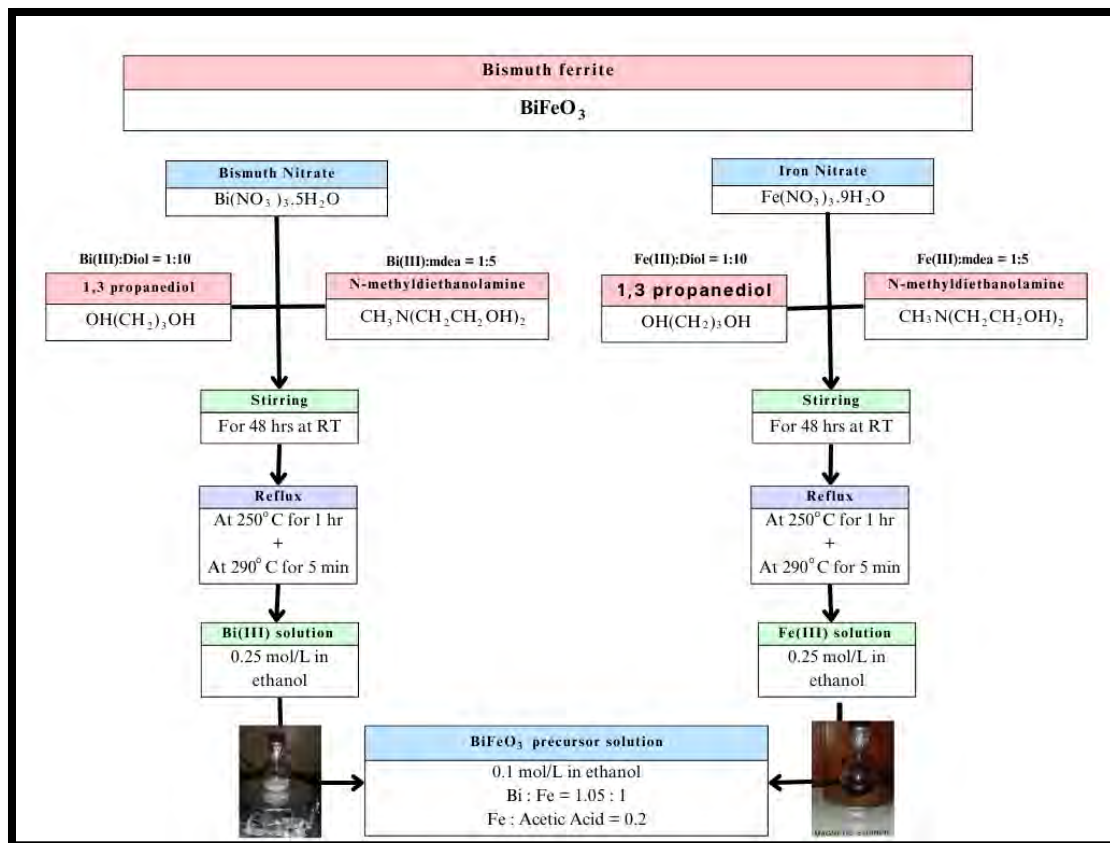 Bismuth ferrite
BiFeO₃
Bismuth Nitrate
Bi(NO₃)₃.5H₂O
Iron Nitrate
Fe(NO₃)₃.9H₂O
Bi(III):Diol = 1:10
1,3 propanediol
OH(CH₂)₃OH
Bi(III):mdea = 1:5
N-methyldiethanolamine
CH₃N(CH₂CH₂OH)₂
Fe(III):Diol = 1:10
1,3 propanediol
OH(CH₂)₃OH
Fe(III):mdea = 1:5
N-methyldiethanolamine
CH₃N(CH₂CH₂OH)₂
Stirring
For 48 hrs at RT
Stirring
For 48 hrs at RT
Reflux
At 250°C for 1 hr
+
At 290°C for 5 min
Reflux
At 250°C for 1 hr
+
At 290°C for 5 min
Bi(III) solution
0.25 mol/L in
ethanol
Fe(III) solution
0.25 mol/L in
ethanol
BiFeO₃ precursor solution
0.1 mol/L in ethanol
Bi : Fe = 1.05 : 1
Fe : Acetic Acid = 0.2